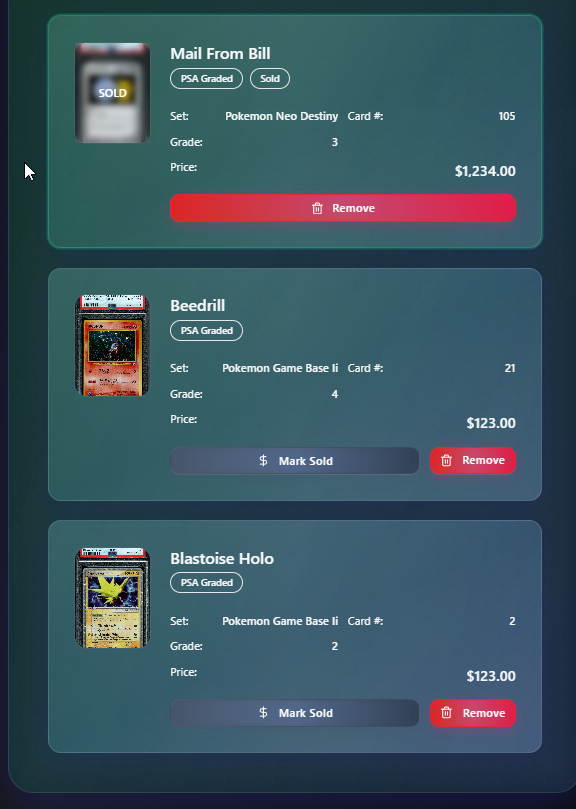 Mail From Bill
PSA Graded Sold
SOLD
Set: Pokemon Neo Destiny Card #: 105
Grade: 3
Price: $1,234.00
Remove
Beedrill
PSA Graded
Set: Pokemon Game Base Ii Card #: 21
Grade: 4
Price: $123.00
$ Mark Sold Remove
Blastoise Holo
PSA Graded
Set: Pokemon Game Base Ii Card #: 2
Grade: 2
Price: $123.00
$ Mark Sold Remove